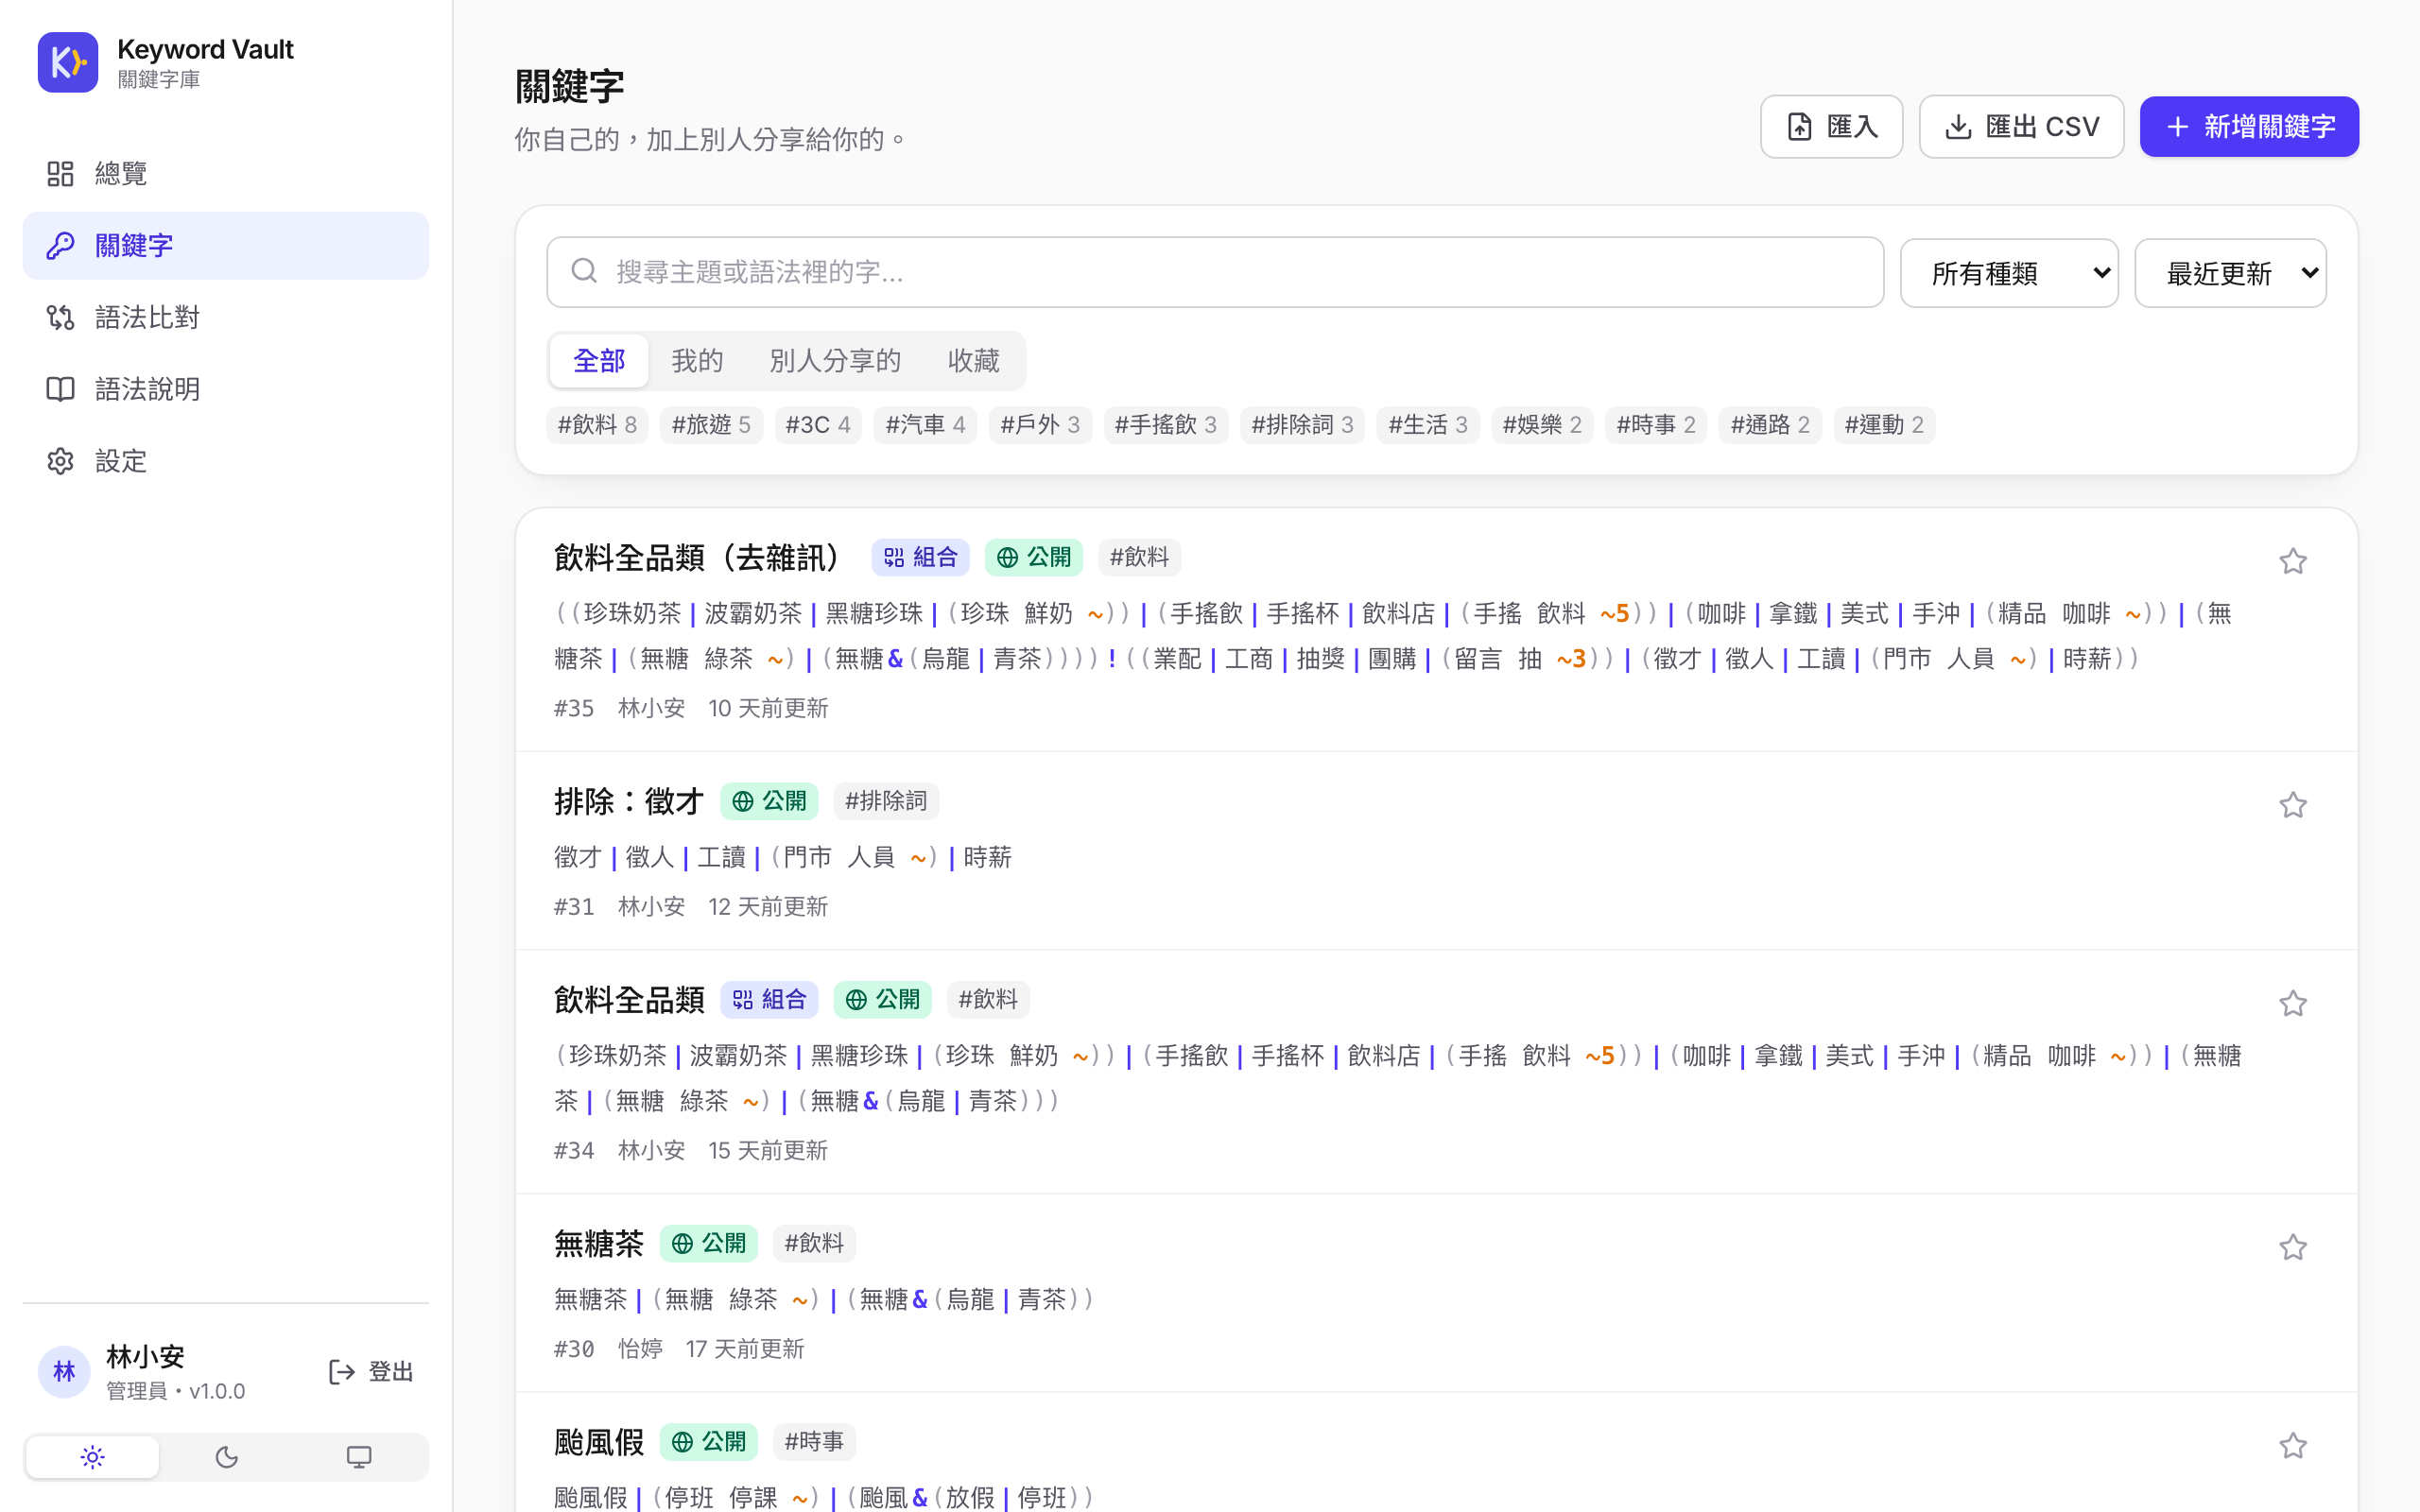 Keyword Vault
關鍵字庫
總覽
關鍵字
語法比對
語法說明
設定
林
林小安
管理員・v1.0.0
登出
關鍵字
你自己的，加上別人分享給你的。
匯入
匯出 CSV
新增關鍵字
搜尋主題或語法裡的字...
所有種類
最近更新
全部 我的 別人分享的 收藏
#飲料 8 #旅遊 5 #3C 4 #汽車 4 #戶外 3 #手搖飲 3 #排除詞 3 #生活 3 #娛樂 2 #時事 2 #通路 2 #運動 2
飲料全品類（去雜訊） 組合 公開 #飲料
((珍珠奶茶|波霸奶茶|黑糖珍珠|(珍珠 鮮奶 ~))|(手搖飲|手搖杯|飲料店|(手搖 飲料 ~5))|(咖啡|拿鐵|美式|手沖|(精品 咖啡 ~))|(無
糖茶|(無糖 綠茶 ~)|(無糖&(烏龍|青茶))))!((業配|工商|抽獎|團購|(留言 抽 ~3))|(徵才|徵人|工讀|(門市 人員 ~)|時薪))
#35 林小安 10 天前更新
排除：徵才 公開 #排除詞
徵才|徵人|工讀|(門市 人員 ~)|時薪
#31 林小安 12 天前更新
飲料全品類 組合 公開 #飲料
(珍珠奶茶|波霸奶茶|黑糖珍珠|(珍珠 鮮奶 ~))|(手搖飲|手搖杯|飲料店|(手搖 飲料 ~5))|(咖啡|拿鐵|美式|手沖|(精品 咖啡 ~))|(無糖
茶|(無糖 綠茶 ~)|(無糖&(烏龍|青茶)))
#34 林小安 15 天前更新
無糖茶 公開 #飲料
無糖茶|(無糖 綠茶 ~)|(無糖&(烏龍|青茶))
#30 怡婷 17 天前更新
颱風假 公開 #時事
颱風假|(停班 停課 ~)|(颱風&(放假|停班))